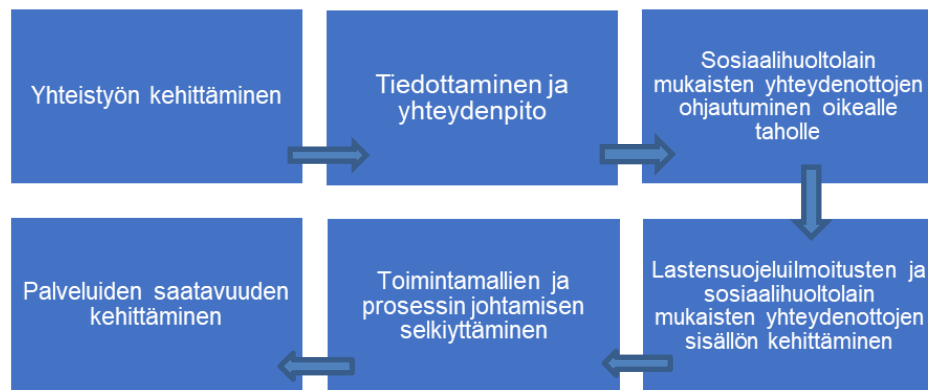 Yhteistyön kehittäminen
Tiedottaminen ja
yhteydenpito
Sosiaalihuoltolain
mukaisten yhteydenottojen
ohjautuminen oikealle
taholle
Lastensuojeluilmoitusten ja
sosiaalihuoltolain
mukaisten yhteydenottojen
sisällön kehittäminen
Toimintamallien ja
prosessin johtamisen
selkiyttäminen
Palveluiden saatavuuden
kehittäminen